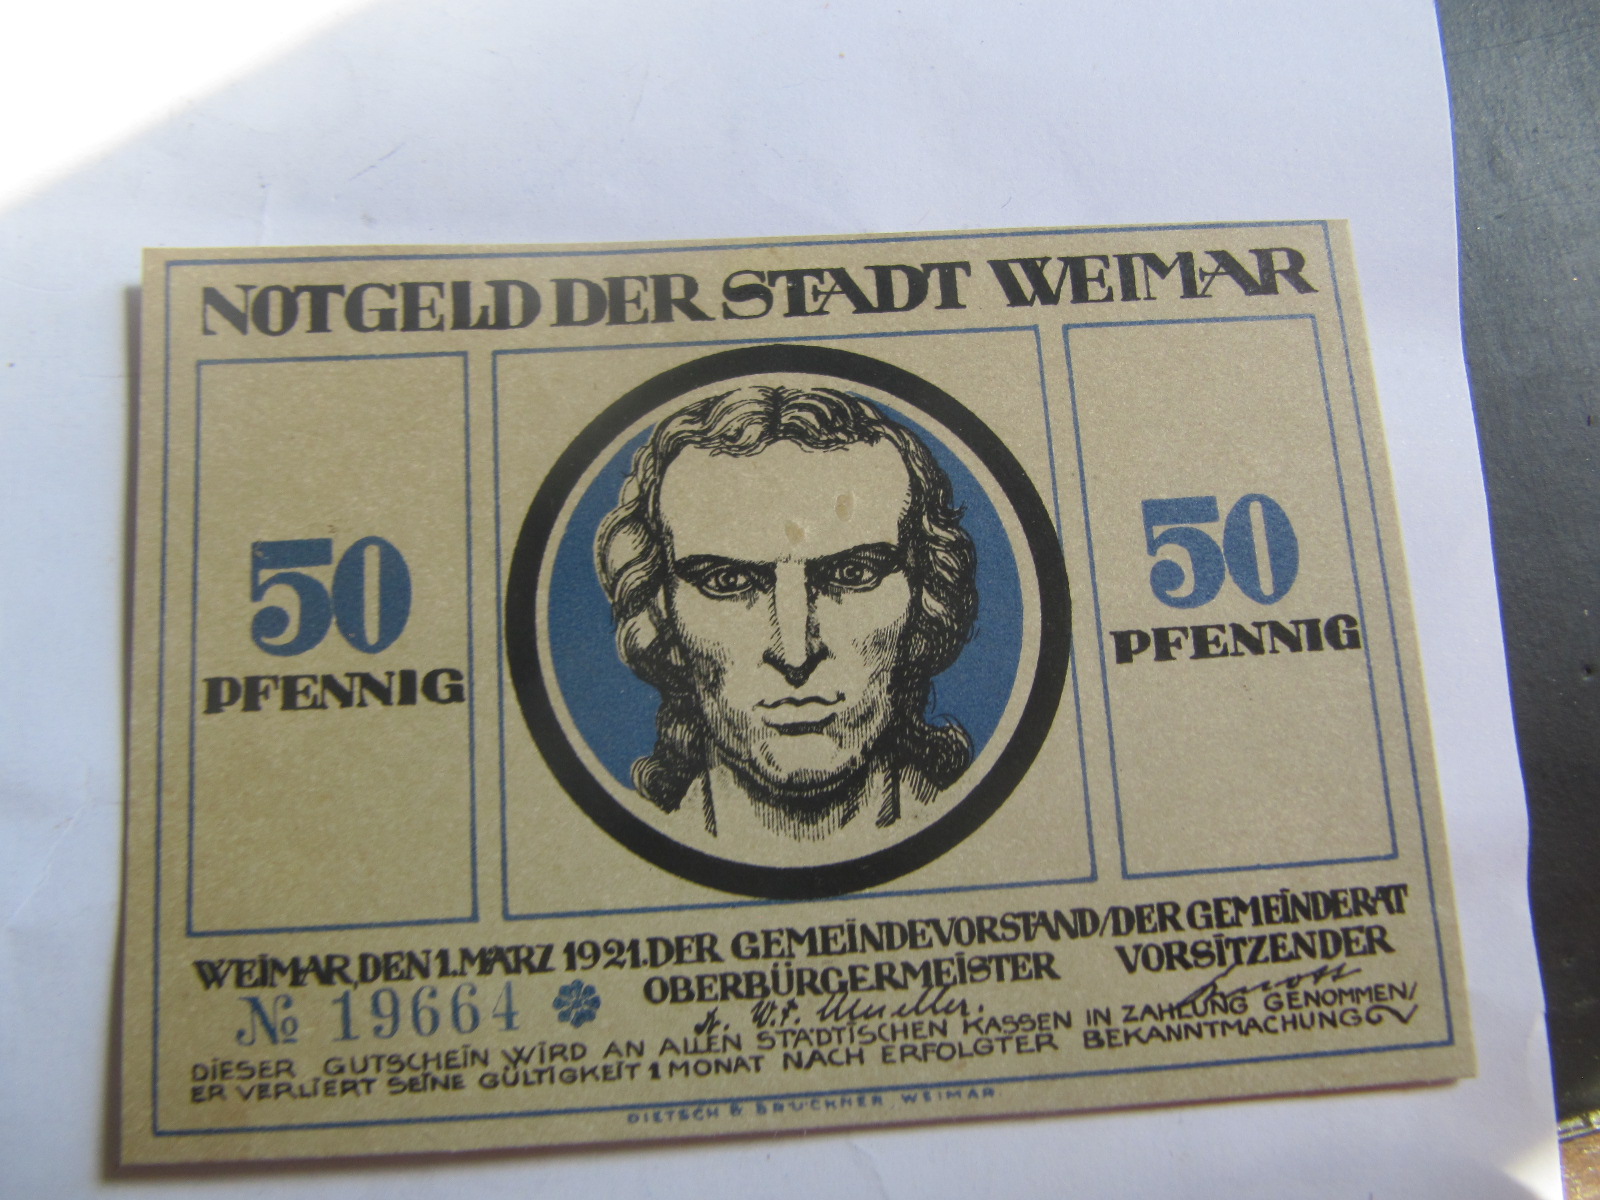 NOTGELD DER STADT WEIMAR
50
PFENNIG
50
PFENNIG
WEIMAR, DEN 1. MÄRZ 1921. DER GEMEINDEVORSTAND/DER GEMEINDERAT
OBERBÜRGERMEISTER VORSITZENDER
№ 19664
Mueller.
DIESER GUTSCHEIN WIRD AN ALLEN STÄDTISCHEN KASSEN IN ZAHLUNG GENOMMEN/
ER VERLIERT SEINE GÜLTIGKEIT 1 MONAT NACH ERFOLGTER BEKANNTMACHUNG
DIETSCH & BRÜCKNER, WEIMAR.